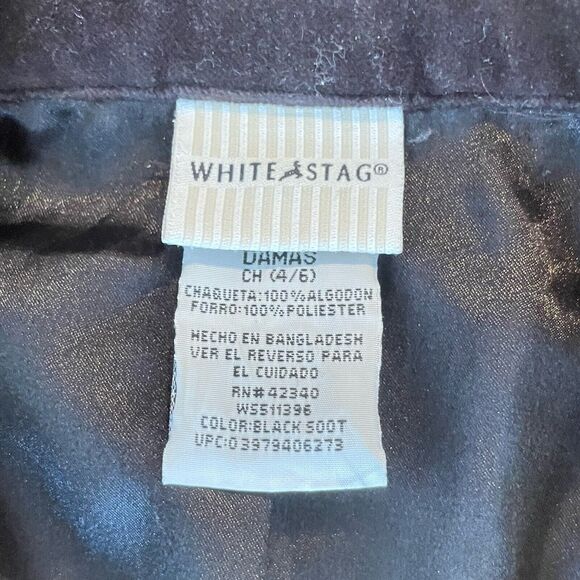 WHITE STAG®
DAMAS
CH (4/6)
CHAQUETA:100%ALGODON
FORRO:100%POLIESTER
HECHO EN BANGLADESH
VER EL REVERSO PARA
EL CUIDADO
RN#42340
WS511396
COLOR:BLACK SOOT
UPC:03979406273